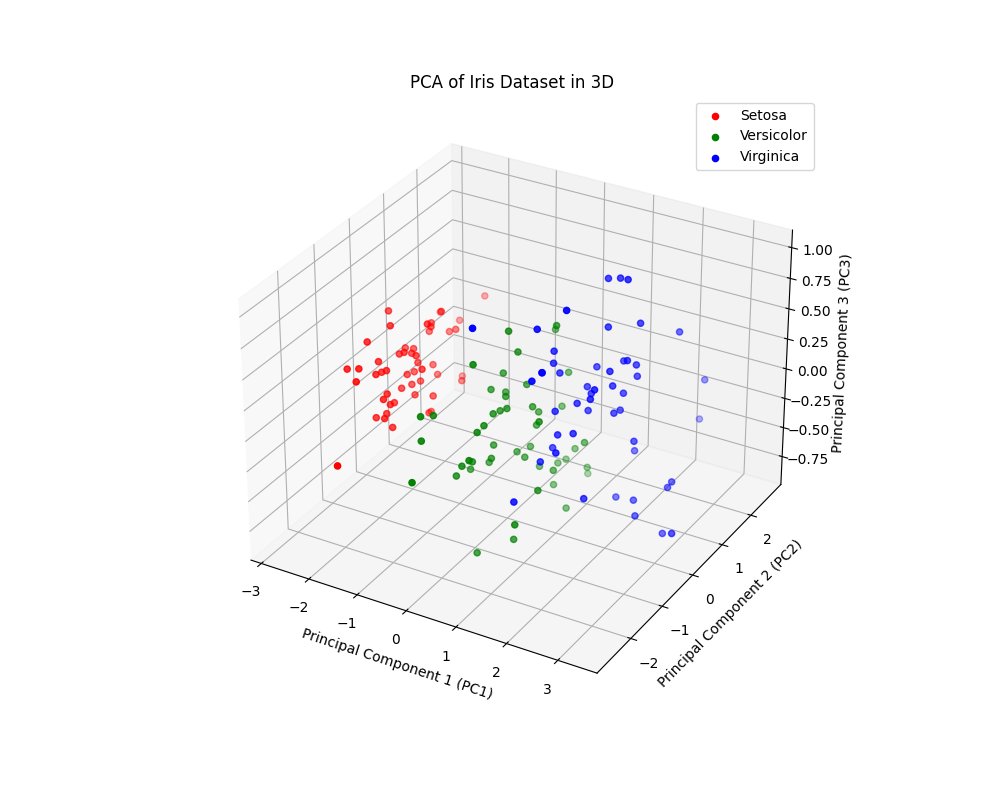 PCA of Iris Dataset in 3D
Setosa
Versicolor
Virginica
1.00
0.75
0.50
0.25
0.00
−0.25
−0.50
−0.75
Principal Component 3 (PC3)
2
1
0
−1
−2
Principal Component 2 (PC2)
−3
−2
−1
0
1
2
3
Principal Component 1 (PC1)